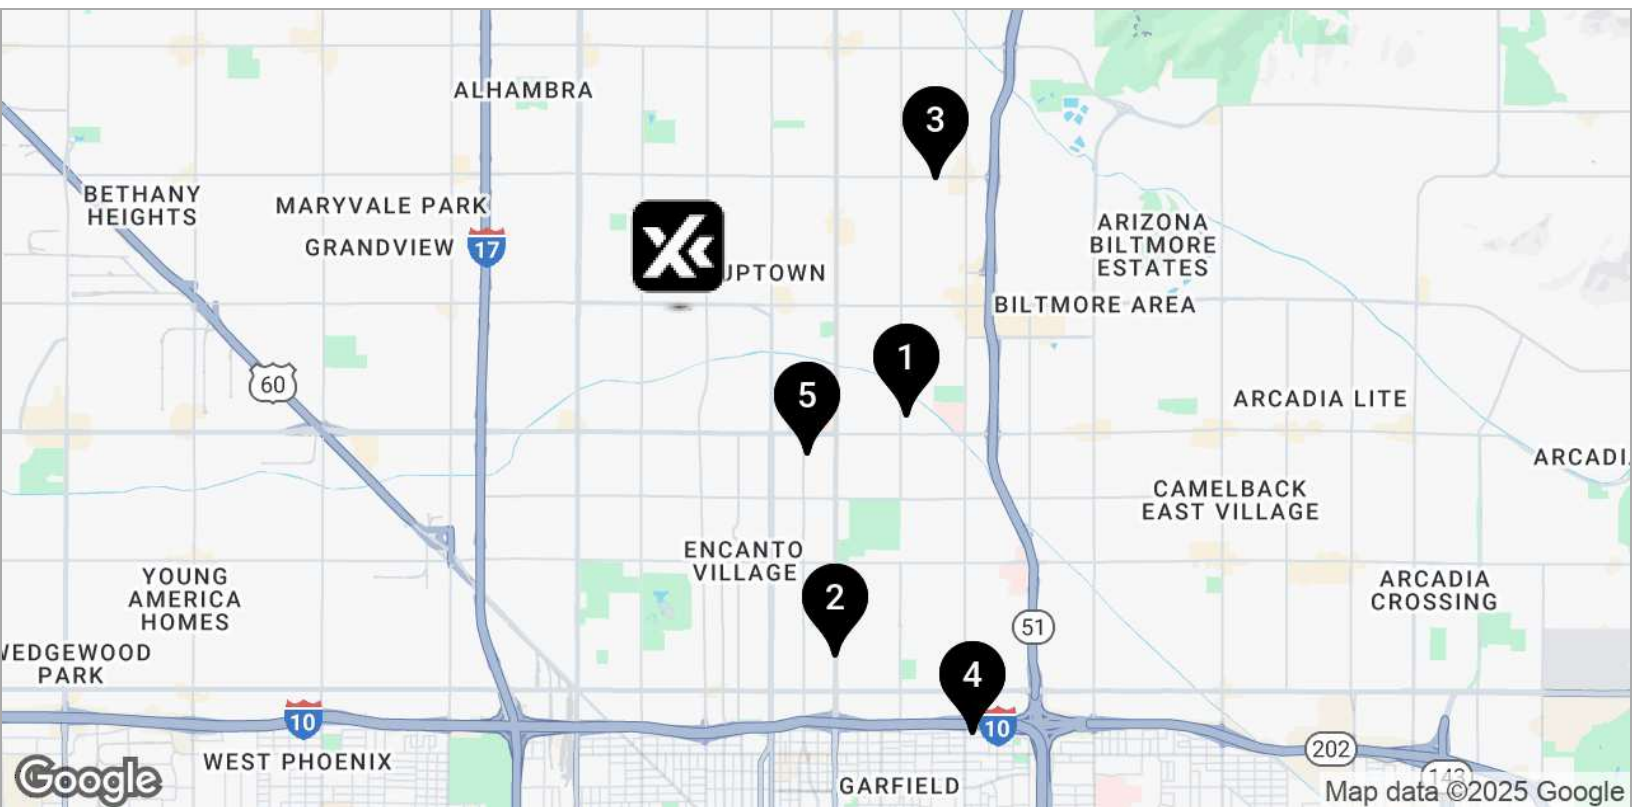 ALHAMBRA
3
BETHANY
HEIGHTS
MARYVALE PARK
GRANDVIEW
17
UPTOWN
ARIZONA
BILTMORE
ESTATES
BILTMORE AREA
1
60
5
ARCADIA LITE
ARCADI
CAMELBACK
EAST VILLAGE
ENCANTO
VILLAGE
YOUNG
AMERICA
HOMES
2
ARCADIA
CROSSING
51
WEDGEWOOD
PARK
4
10
10
202
WEST PHOENIX
143
Google
GARFIELD
Map data ©2025 Google